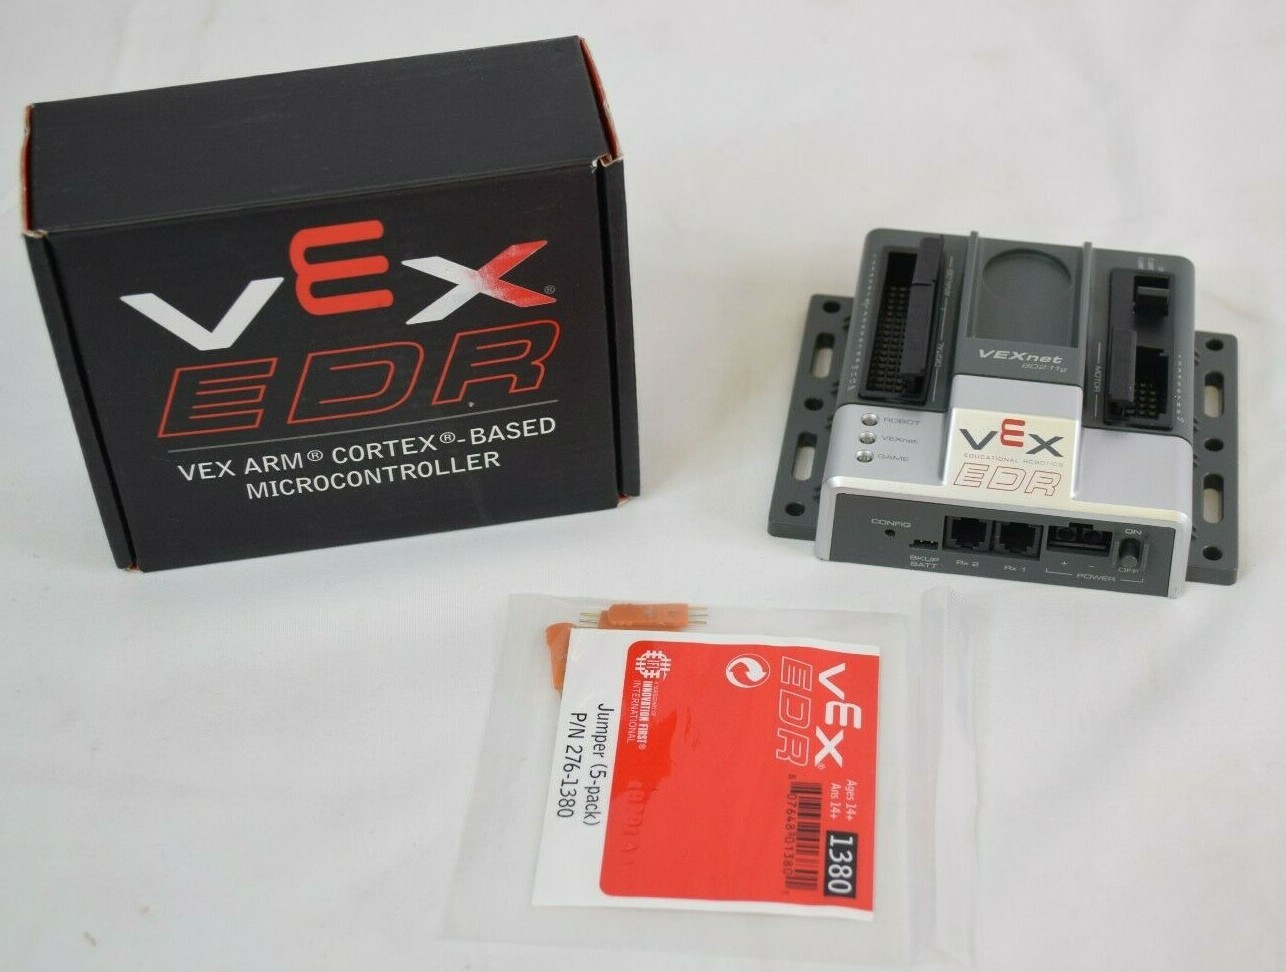 VEX®
EDR
VEX ARM® CORTEX®-BASED
MICROCONTROLLER
VEXnet
802.11g
MOTOR
ROBOT
VEXnet
GAME
VEX
EDUCATIONAL ROBOTICS
EDR
CONFIG
BKUP
BATT
Rx 2
Rx 1
+ -
POWER
ON
OFF
VEX®
EDR
INNOVATION FIRST®
INTERNATIONAL
Jumper (5-pack)
P/N 276-1380
Ages 14+
Ans 14+
1380